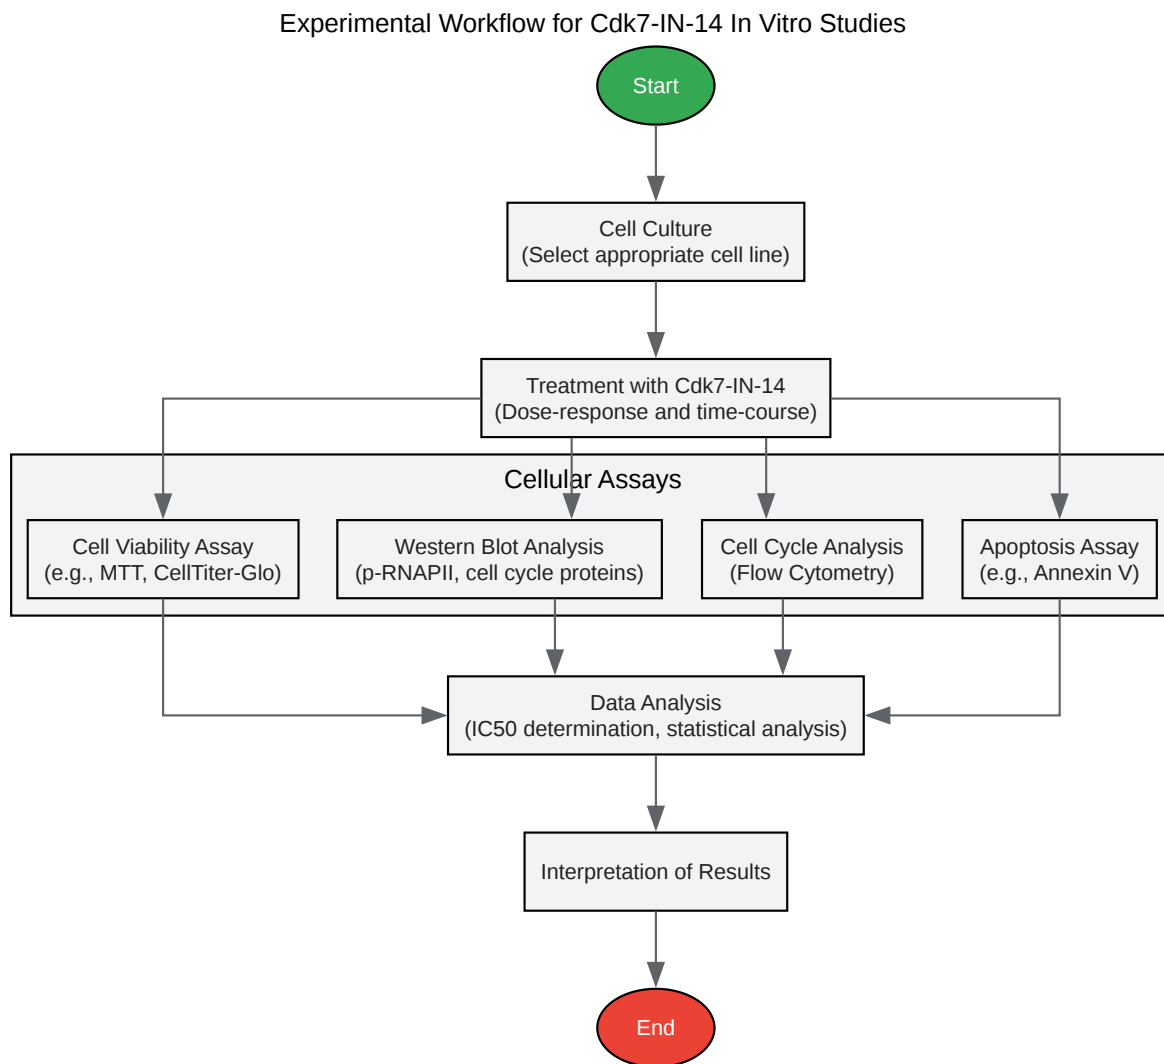 Experimental Workflow for Cdk7-IN-14 In Vitro Studies
Start
Cell Culture
(Select appropriate cell line)
Treatment with Cdk7-IN-14
(Dose-response and time-course)
Cellular Assays
Cell Viability Assay
(e.g., MTT, CellTiter-Glo)
Western Blot Analysis
(p-RNAPII, cell cycle proteins)
Cell Cycle Analysis
(Flow Cytometry)
Apoptosis Assay
(e.g., Annexin V)
Data Analysis
(IC50 determination, statistical analysis)
Interpretation of Results
End